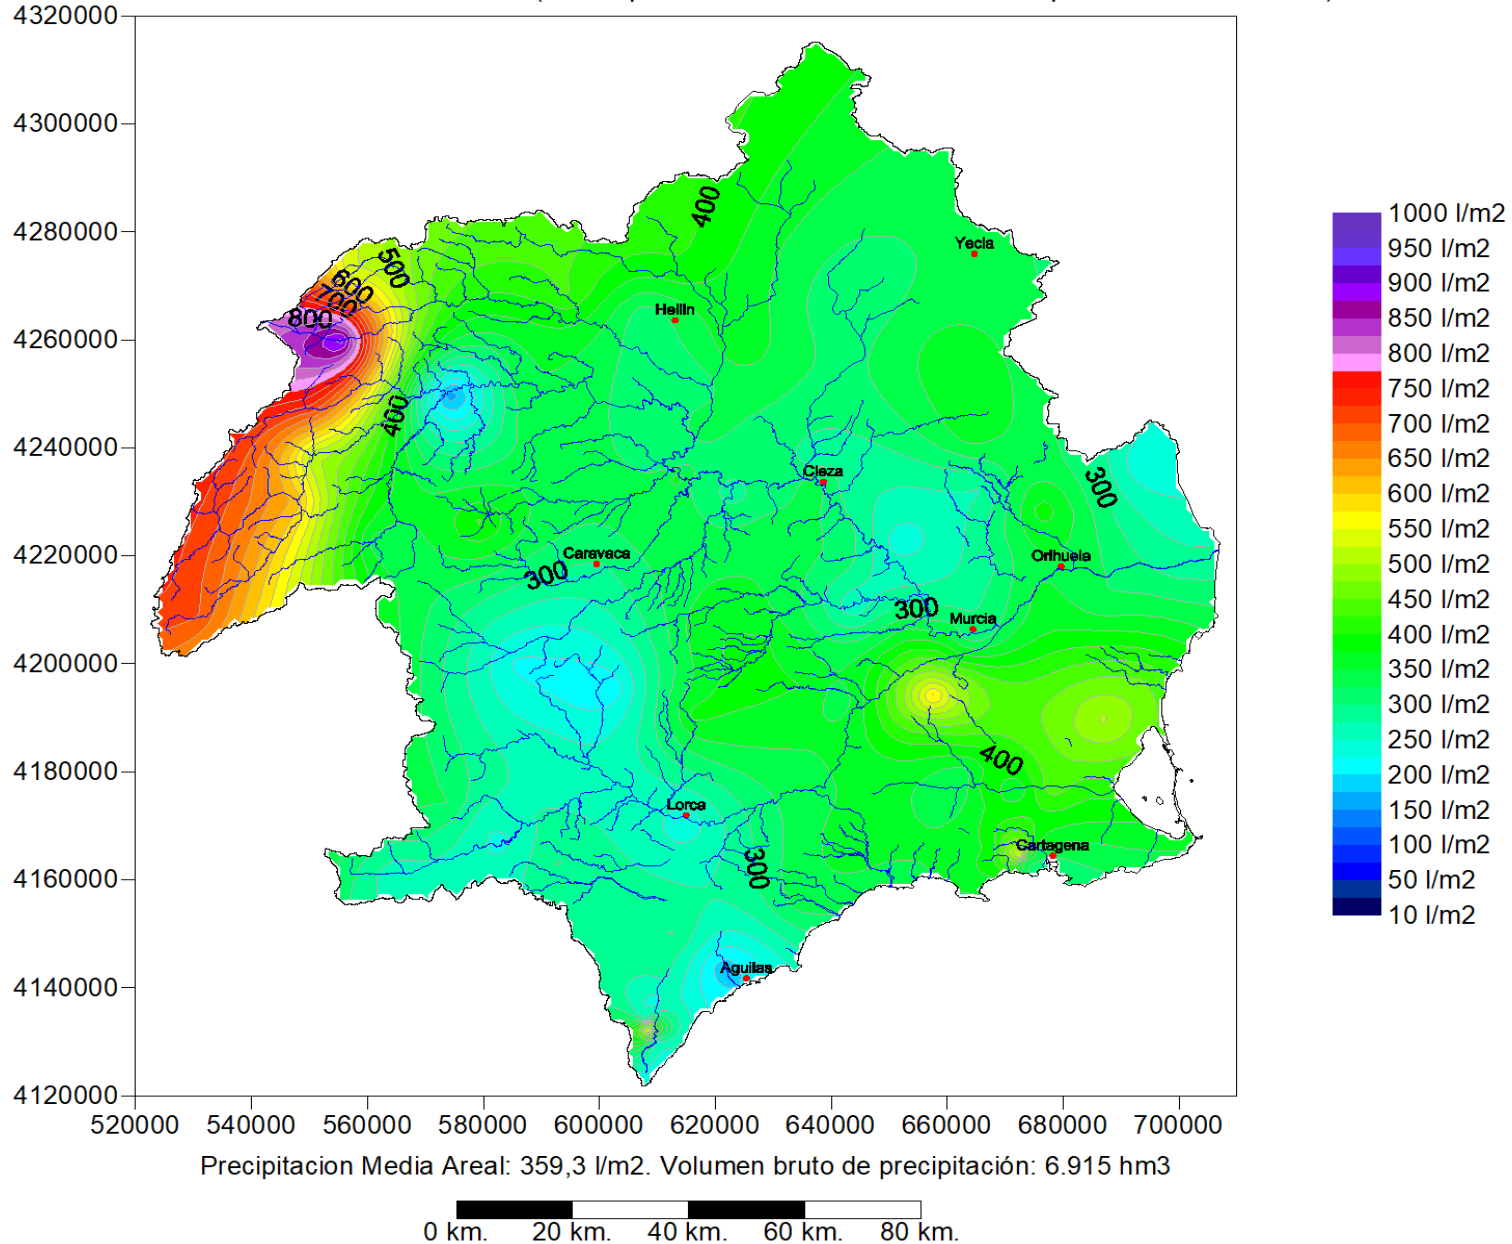 4320000
4300000
4280000
4260000
4240000
4220000
4200000
4180000
4160000
4140000
4120000
520000 540000 560000 580000 600000 620000 640000 660000 680000 700000
400
500
600
700
800
400
300
300
300
400
300
Yecla
Hellin
Cieza
Caravaca
Orihuela
Murcia
Lorca
Cartagena
Aguilas
1000 l/m2
950 l/m2
900 l/m2
850 l/m2
800 l/m2
750 l/m2
700 l/m2
650 l/m2
600 l/m2
550 l/m2
500 l/m2
450 l/m2
400 l/m2
350 l/m2
300 l/m2
250 l/m2
200 l/m2
150 l/m2
100 l/m2
50 l/m2
10 l/m2
Precipitacion Media Areal: 359,3 l/m2. Volumen bruto de precipitación: 6.915 hm3
0 km. 20 km. 40 km. 60 km. 80 km.